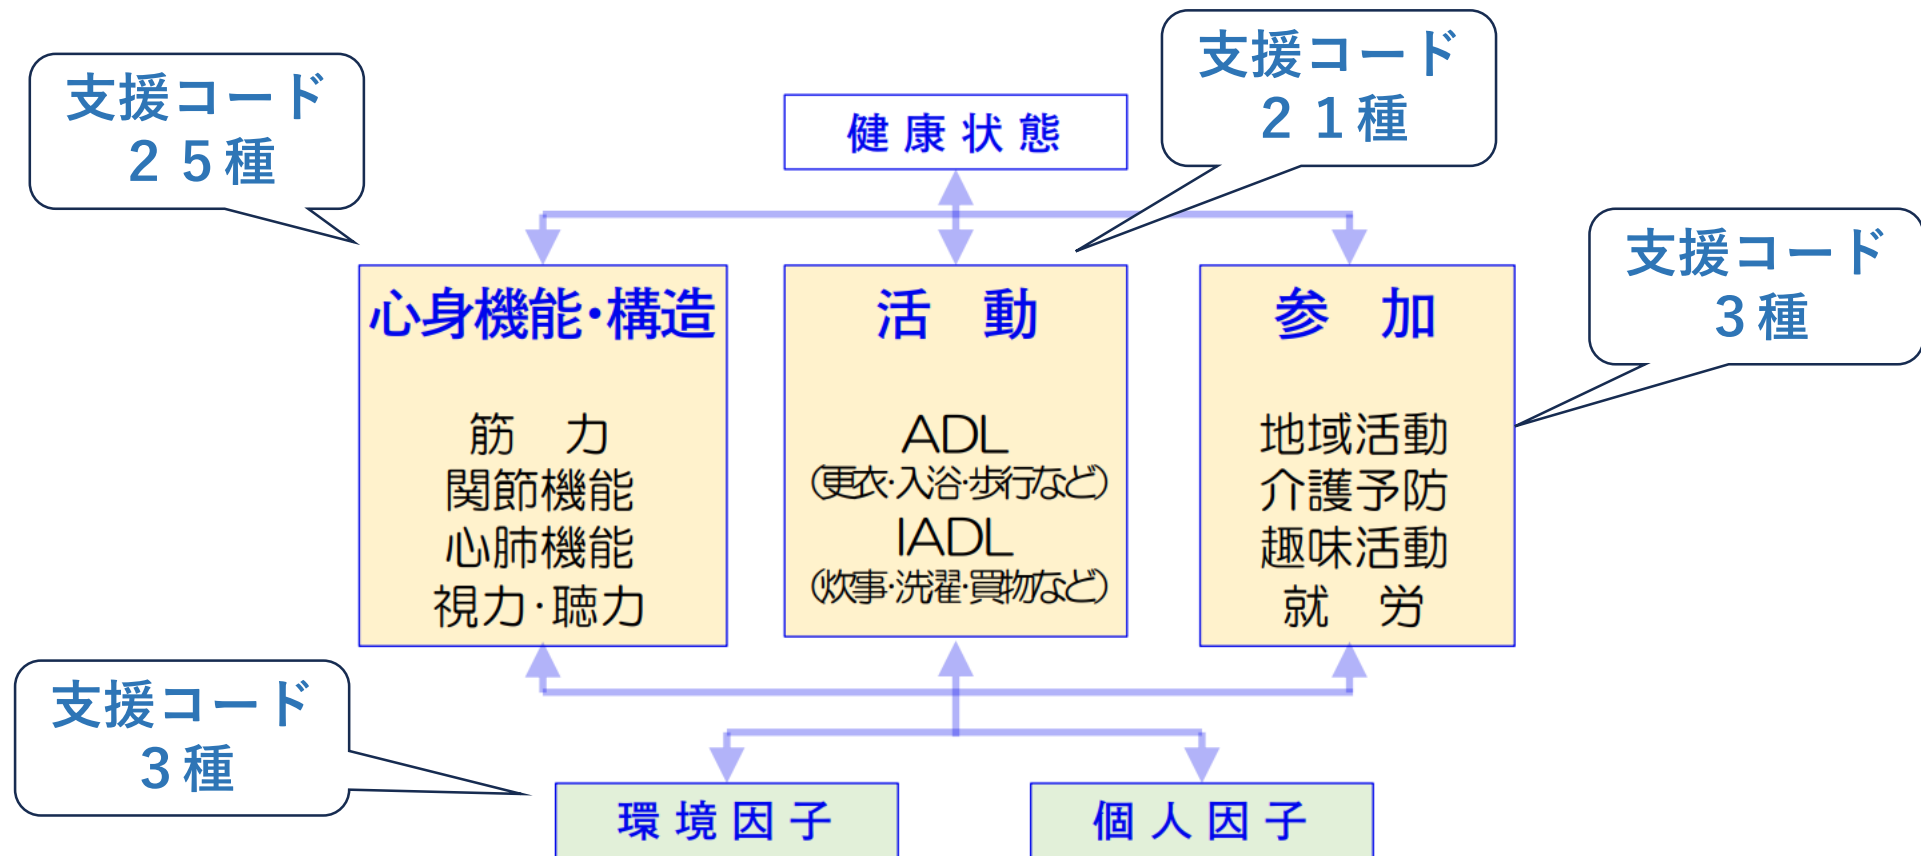 支援コード
２５種
支援コード
２１種
健康状態
支援コード
３種
心身機能・構造
筋　力
関節機能
心肺機能
視力・聴力
活　動
ADL
(更衣・入浴・歩行など)
IADL
(炊事・洗濯・買物など)
参　加
地域活動
介護予防
趣味活動
就　労
支援コード
３種
環境因子
個人因子